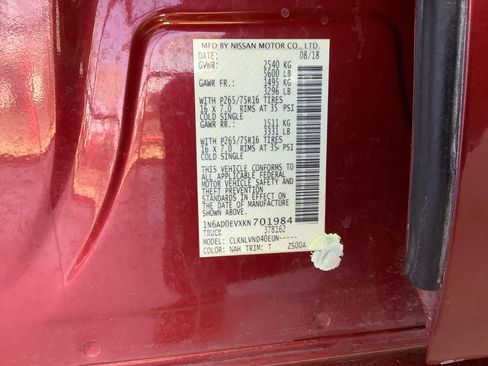 MFD BY NISSAN MOTOR CO., LTD.
08/18
GVWR: 2540 KG
5600 LB
GAWR FR.: 1495 KG
3296 LB
WITH P265/75R16 TIRES
16 x 7.0 RIMS AT 35 PSI
COLD SINGLE
GAWR RR.: 1511 KG
3331 LB
WITH P265/75R16 TIRES
16 x 7.0 RIMS AT 35 PSI
COLD SINGLE
THIS VEHICLE CONFORMS TO
ALL APPLICABLE FEDERAL
MOTOR VEHICLE SAFETY AND
THEFT PREVENTION
STANDARDS IN EFFECT ON
THE DATE OF MANUFACTURE
SHOWN ABOVE.
1N6AD0EVXKN701984
TRUCK 378162
MODEL: CLKNLVND40EUN-----
COLOR: NAH TRIM: T ZS00A